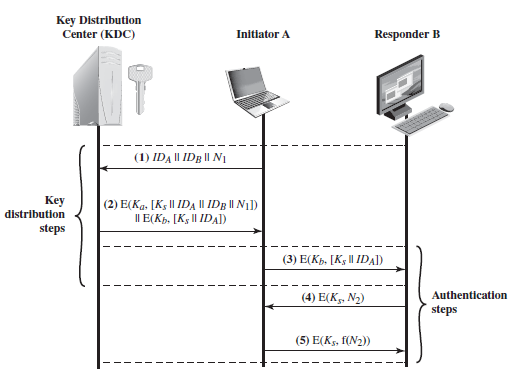 Key Distribution
Center (KDC)
Initiator A
Responder B
(1) IDA || IDB || N1
Key
distribution
steps
(2) E(Ka, [Ks || IDA || IDB || N1])
|| E(Kb, [Ks || IDA])
(3) E(Kb, [Ks || IDA])
(4) E(Ks, N2)
Authentication
steps
(5) E(Ks, f(N2))